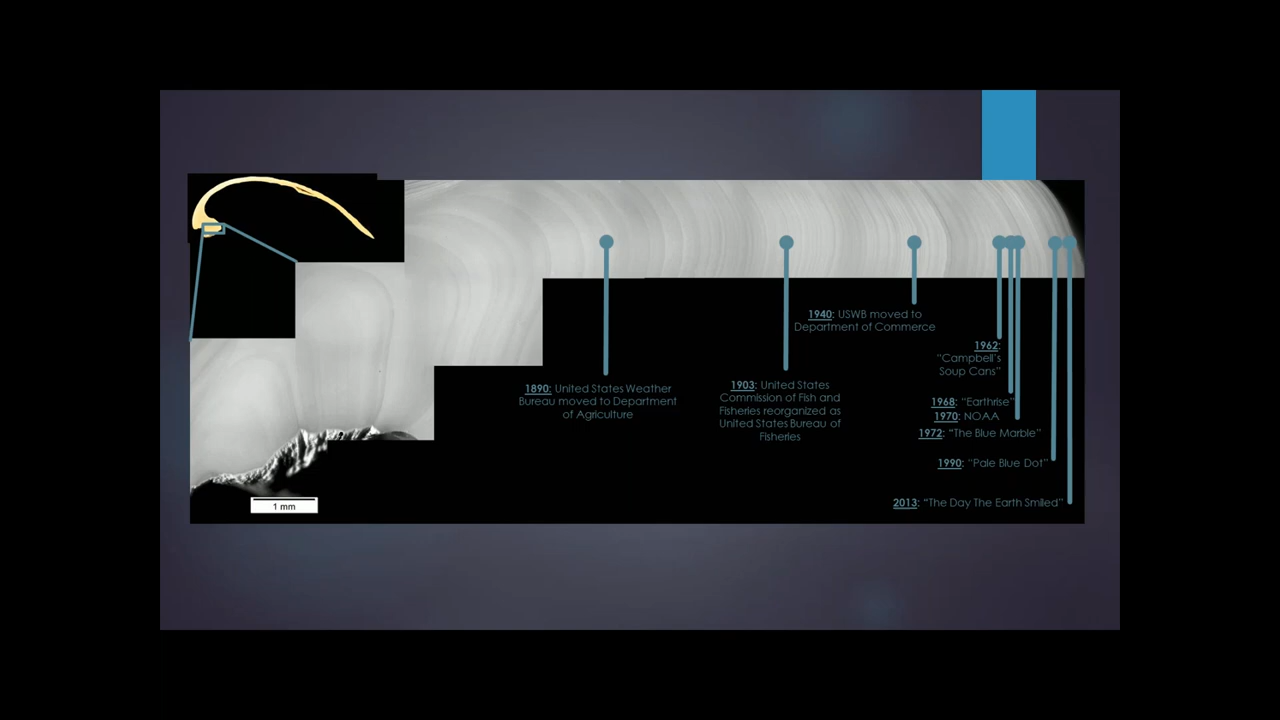 1940: USWB moved to
Department of Commerce
1962:
"Campbell's
Soup Cans"
1890: United States Weather
Bureau moved to Department
of Agriculture
1903: United States
Commission of Fish and
Fisheries reorganized as
United States Bureau of
Fisheries
1968: "Earthrise"
1970: NOAA
1972: "The Blue Marble"
1990: "Pale Blue Dot"
2013: "The Day The Earth Smiled"
1 mm